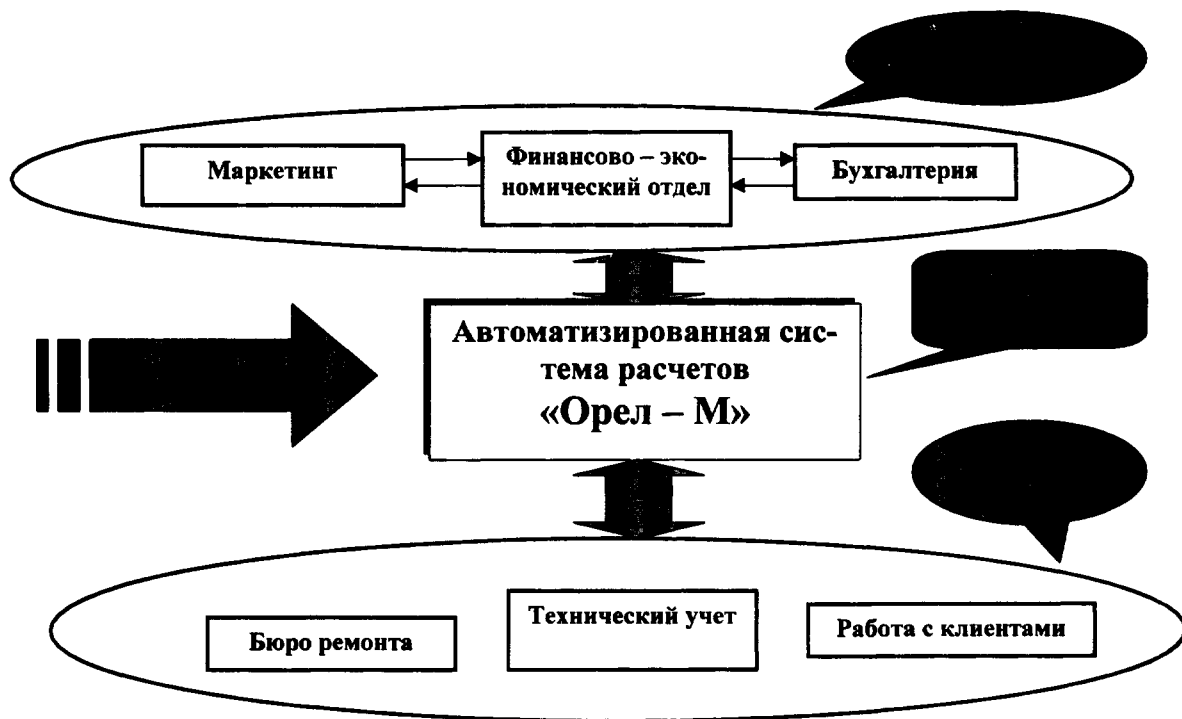 Маркетинг
Финансово – эко-
номический отдел
Бухгалтерия
Автоматизированная сис-
тема расчетов
«Орел – М»
Бюро ремонта
Технический учет
Работа с клиентами